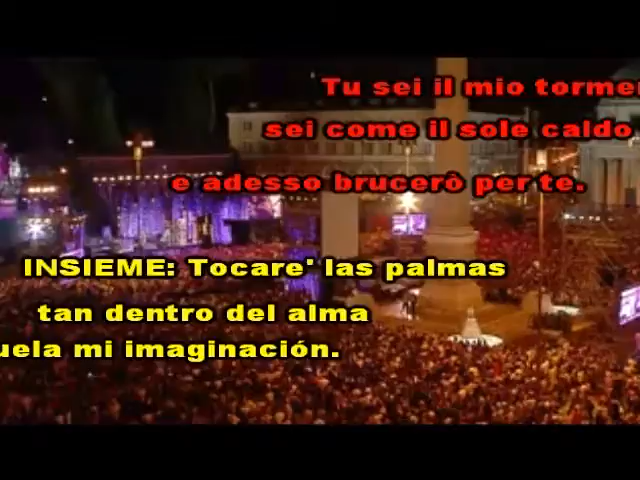 Tu sei il mio
sei come il sole caldo
e adesso brucerò per te.
INSIEME: Tocare' las palmas
tan dentro del alma
mi imaginación.